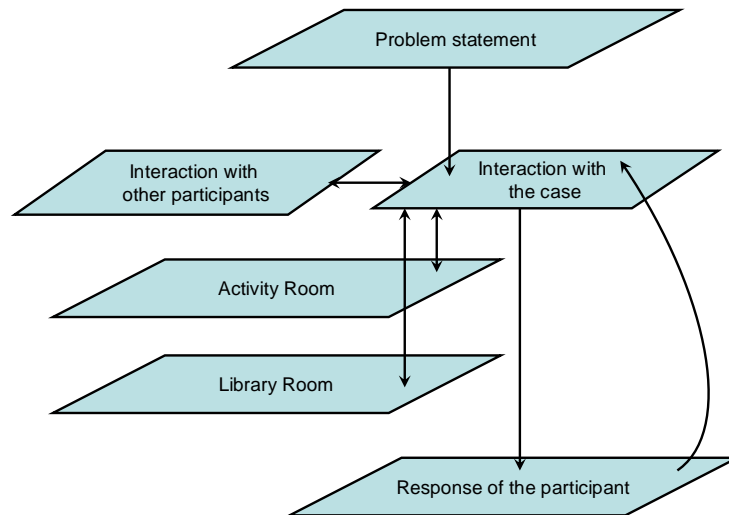 Problem statement
Interaction with
other participants
Interaction with
the case
Activity Room
Library Room
Response of the participant